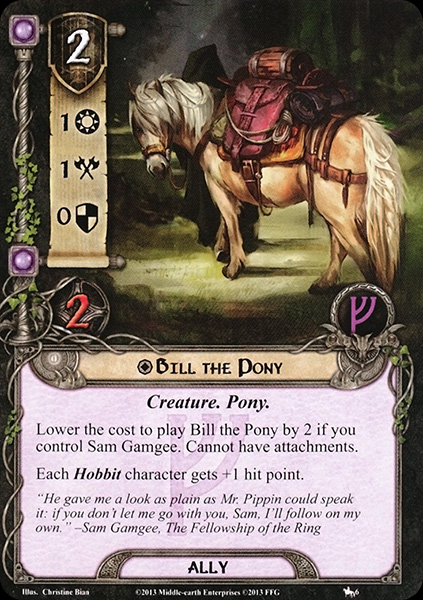 2
1
1
0
2
Bill the Pony
Creature. Pony.
Lower the cost to play Bill the Pony by 2 if you
control Sam Gamgee. Cannot have attachments.
Each Hobbit character gets +1 hit point.
“He gave me a look as plain as Mr. Pippin could speak
it: if you don't let me go with you, Sam, I'll follow on my
own.” –Sam Gamgee, The Fellowship of the Ring
ALLY
Illus. Christine Bian ©2013 Middle-earth Enterprises ©2013 FFG 6